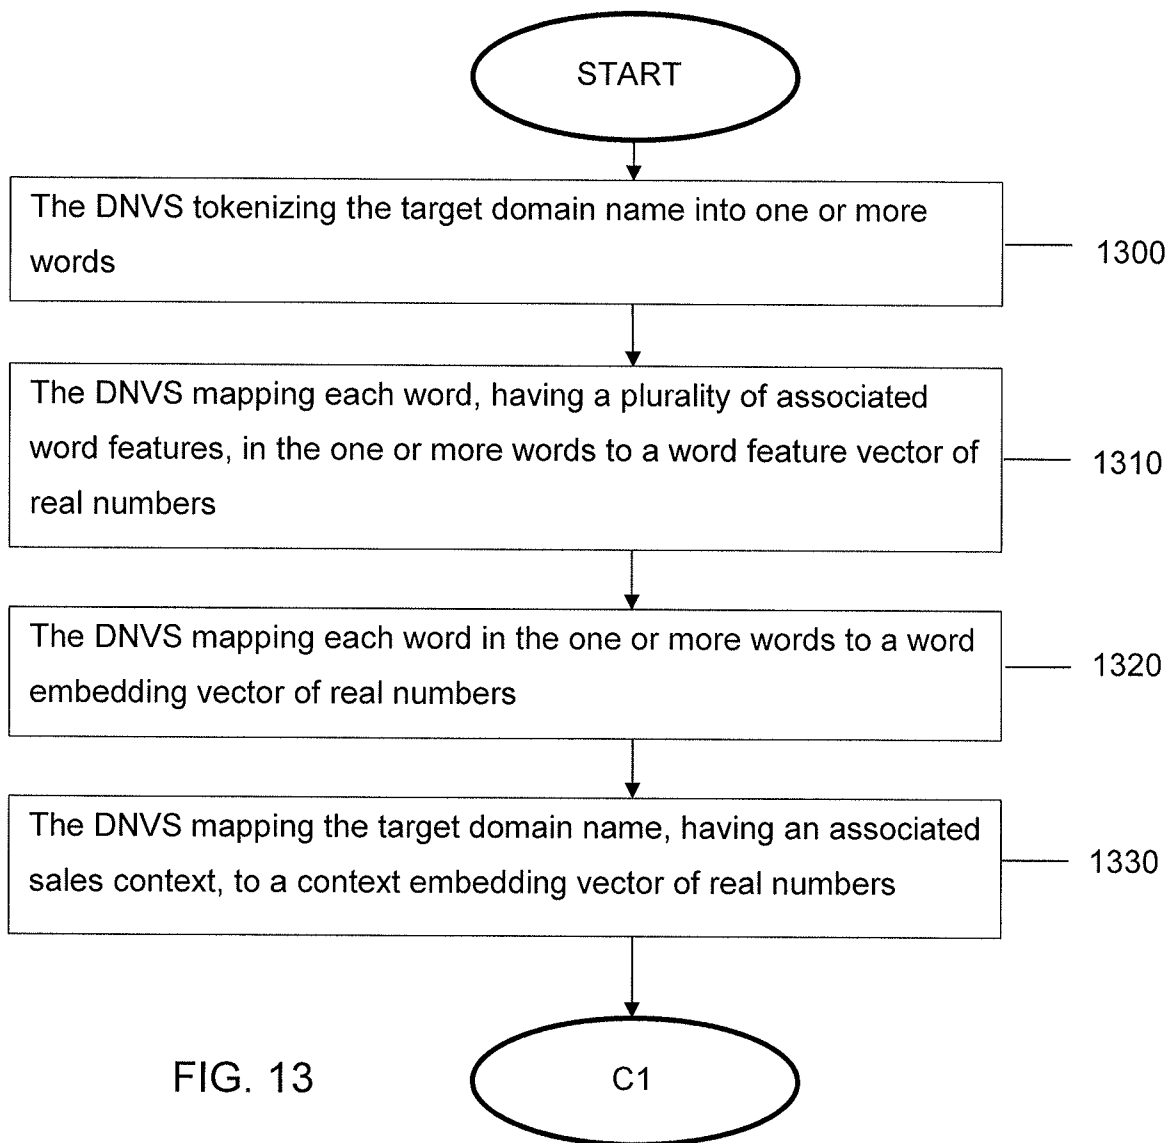 START
The DNVS tokenizing the target domain name into one or more
words
1300
The DNVS mapping each word, having a plurality of associated
word features, in the one or more words to a word feature vector of
real numbers
1310
The DNVS mapping each word in the one or more words to a word
embedding vector of real numbers
1320
The DNVS mapping the target domain name, having an associated
sales context, to a context embedding vector of real numbers
1330
FIG. 13
C1